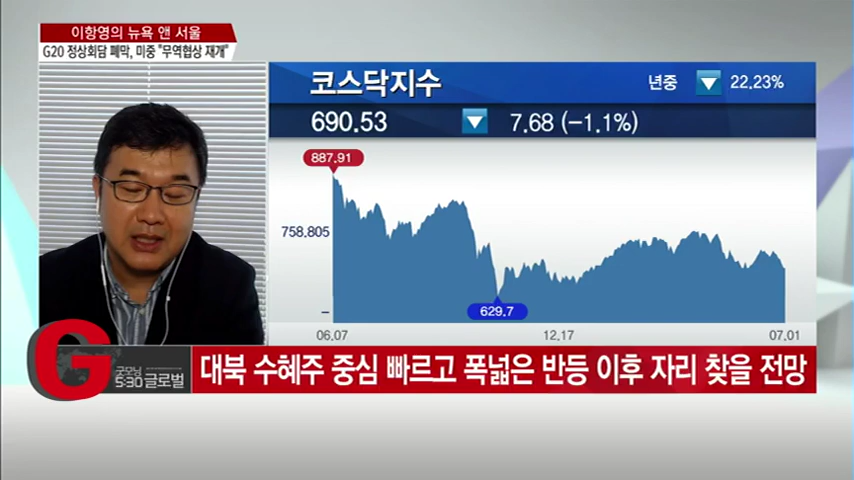 이항영의 뉴욕 앤 서울
G20 정상회담 폐막, 미중 "무역협상 재개"
코스닥지수
년중 ▼ 22.23%
690.53 ▼ 7.68 (-1.1%)
887.91
758.805
629.7
06.07 12.17 07.01
G 굿모닝 5:30 글로벌
대북 수혜주 중심 빠르고 폭넓은 반등 이후 자리 찾을 전망